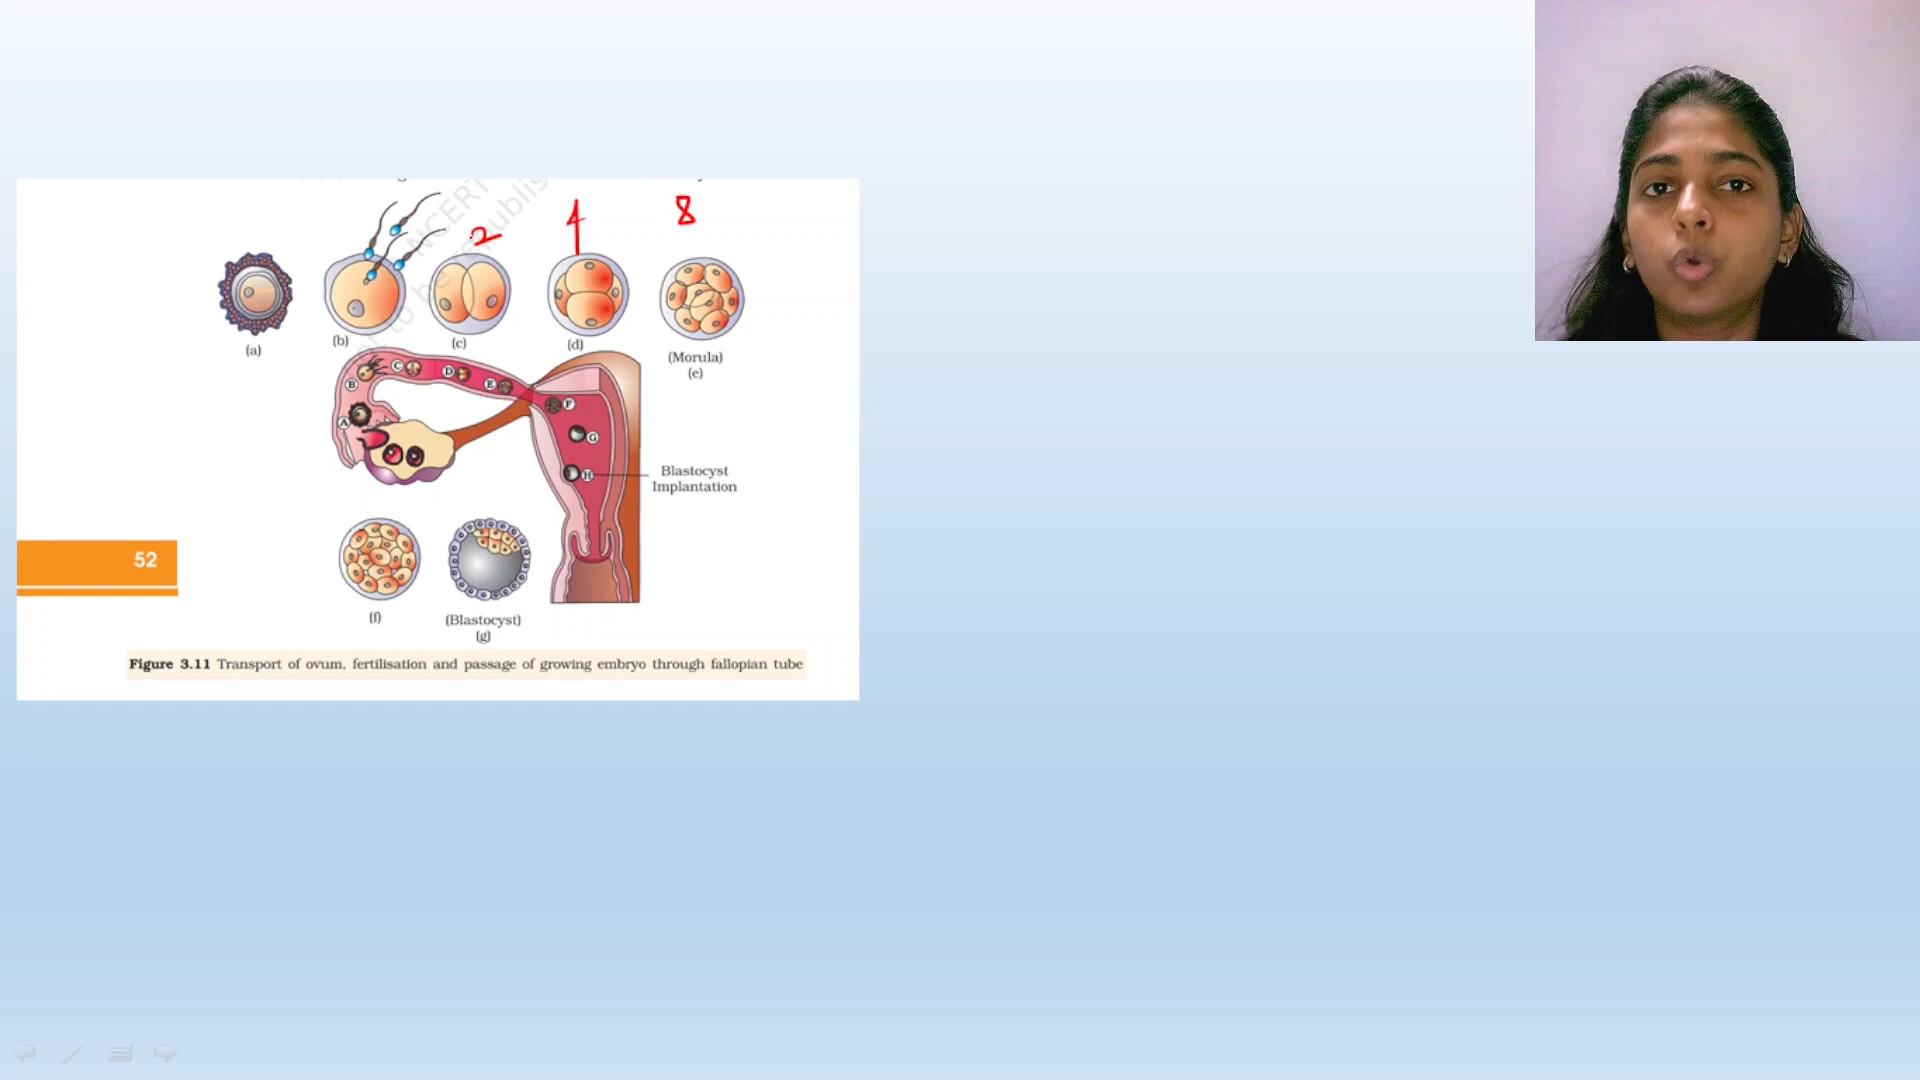 NCERT
2
4
8
(a)
(b)
(c)
(d)
(Morula)
(e)
A
B
C
D
E
F
G
H
Blastocyst
Implantation
52
(f)
(Blastocyst)
(g)
Figure 3.11 Transport of ovum, fertilisation and passage of growing embryo through fallopian tube